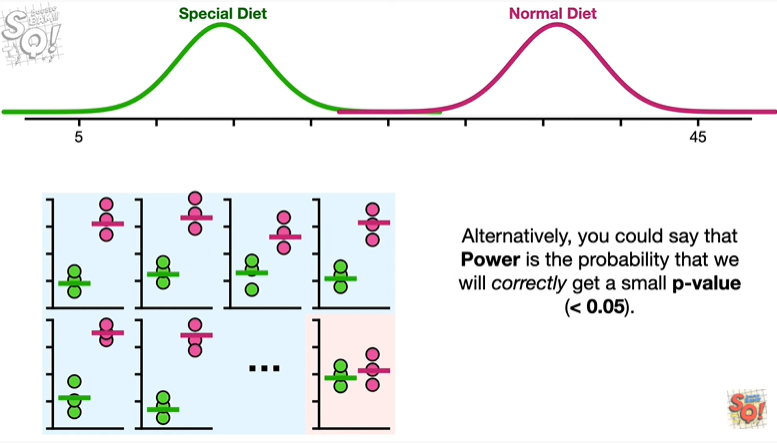 Special Diet
Normal Diet
5
45
Alternatively, you could say that
Power is the probability that we
will correctly get a small p-value
(< 0.05).
...
SQ!